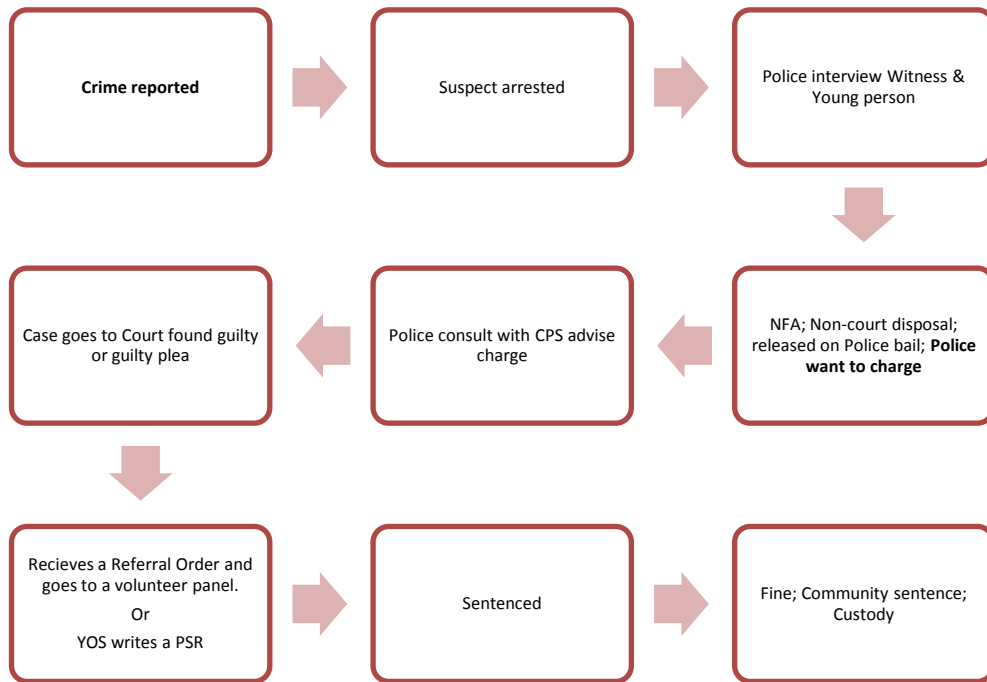 Crime reported
Suspect arrested
Police interview Witness &
Young person
NFA; Non-court disposal;
released on Police bail; Police
want to charge
Police consult with CPS advise
charge
Case goes to Court found guilty
or guilty plea
Recieves a Referral Order and
goes to a volunteer panel.
Or
YOS writes a PSR
Sentenced
Fine; Community sentence;
Custody